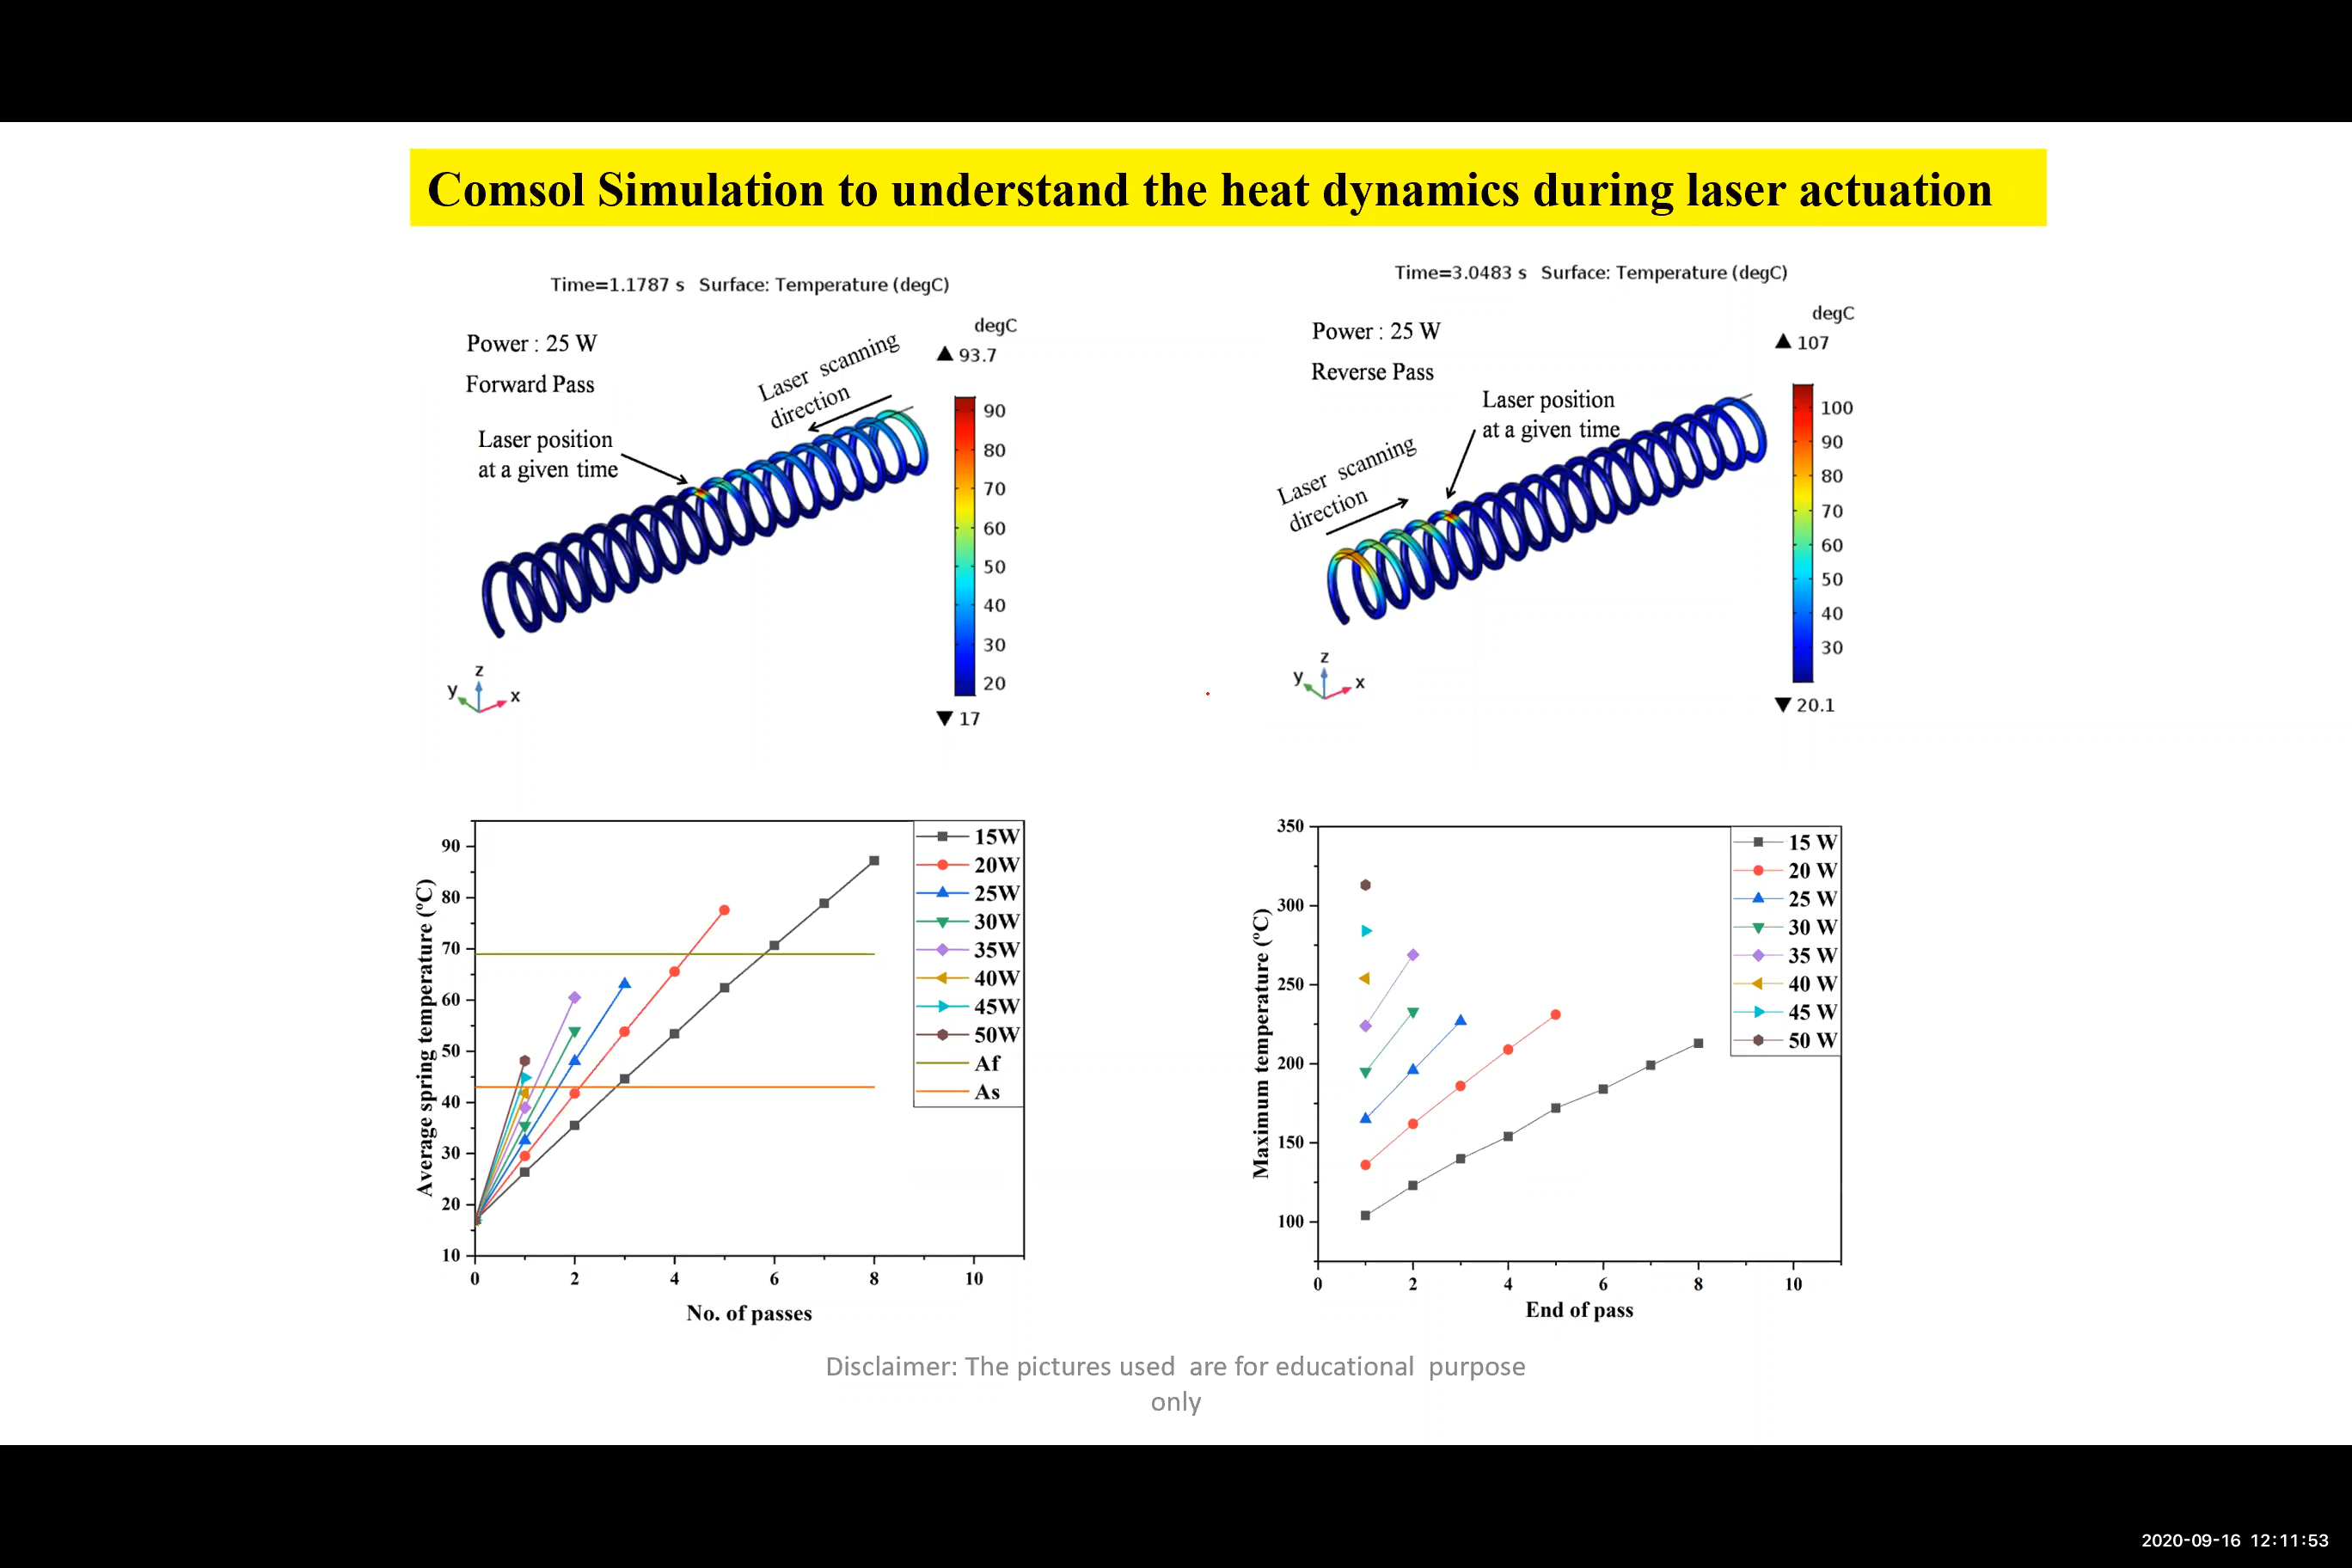 Comsol Simulation to understand the heat dynamics during laser actuation
Time=1.1787 s Surface: Temperature (degC)
Power : 25 W
Forward Pass
Laser position
at a given time
Laser scanning
direction
degC
▲ 93.7
90
80
70
60
50
40
30
20
▼ 17
z
y
x
Time=3.0483 s Surface: Temperature (degC)
Power : 25 W
Reverse Pass
Laser position
at a given time
Laser scanning
direction
degC
▲ 107
100
90
80
70
60
50
40
30
▼ 20.1
z
y
x
Average spring temperature (°C)
90
80
70
60
50
40
30
20
10
0
2
4
6
8
10
No. of passes
15W
20W
25W
30W
35W
40W
45W
50W
Af
As
Maximum temperature (°C)
350
300
250
200
150
100
0
2
4
6
8
10
End of pass
15 W
20 W
25 W
30 W
35 W
40 W
45 W
50 W
Disclaimer: The pictures used are for educational purpose
only
2020-09-16 12:11:53